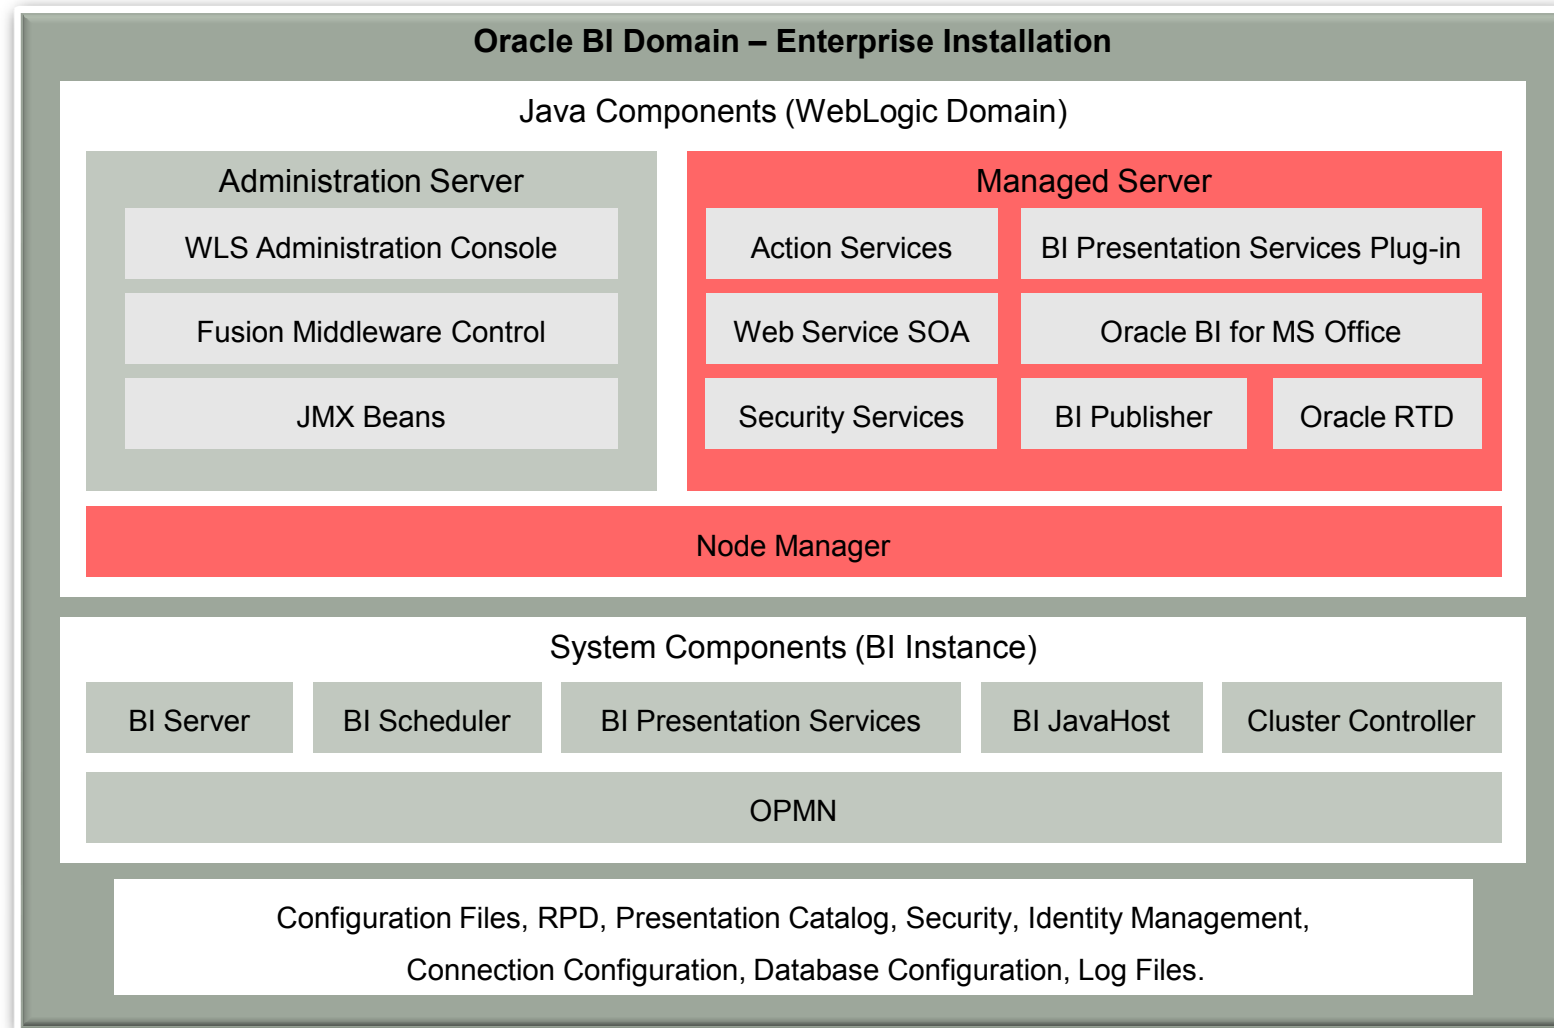 Oracle BI Domain – Enterprise Installation
Java Components (WebLogic Domain)
Administration Server
WLS Administration Console
Fusion Middleware Control
JMX Beans
Managed Server
Action Services
BI Presentation Services Plug-in
Web Service SOA
Oracle BI for MS Office
Security Services
BI Publisher
Oracle RTD
Node Manager
System Components (BI Instance)
BI Server
BI Scheduler
BI Presentation Services
BI JavaHost
Cluster Controller
OPMN
Configuration Files, RPD, Presentation Catalog, Security, Identity Management,
Connection Configuration, Database Configuration, Log Files.